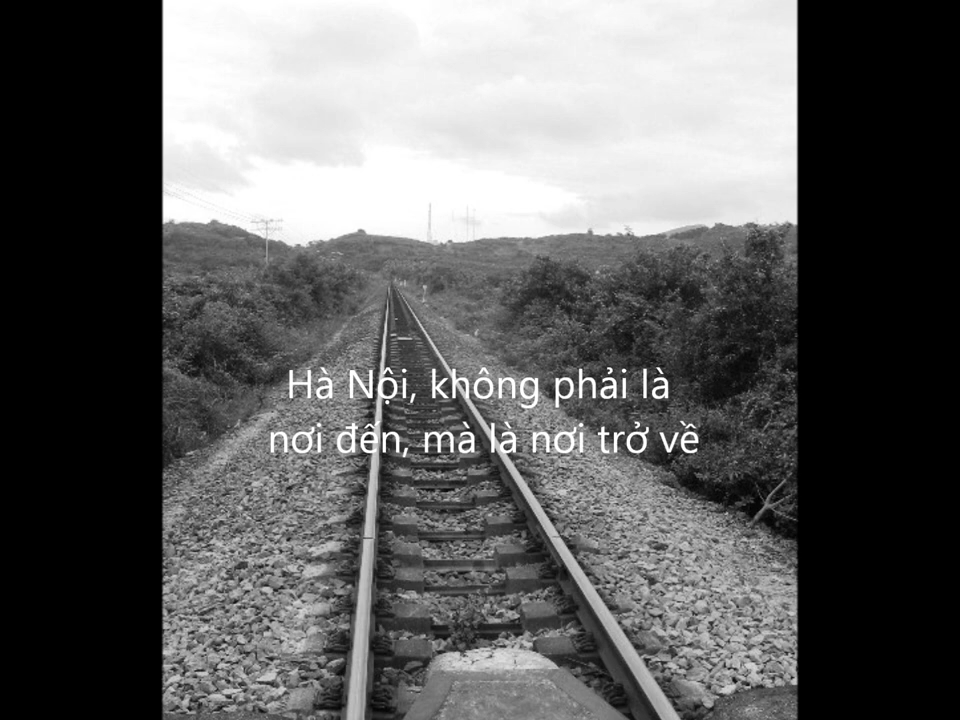 Hà Nội, không phải là
nơi đến, mà là nơi trở về